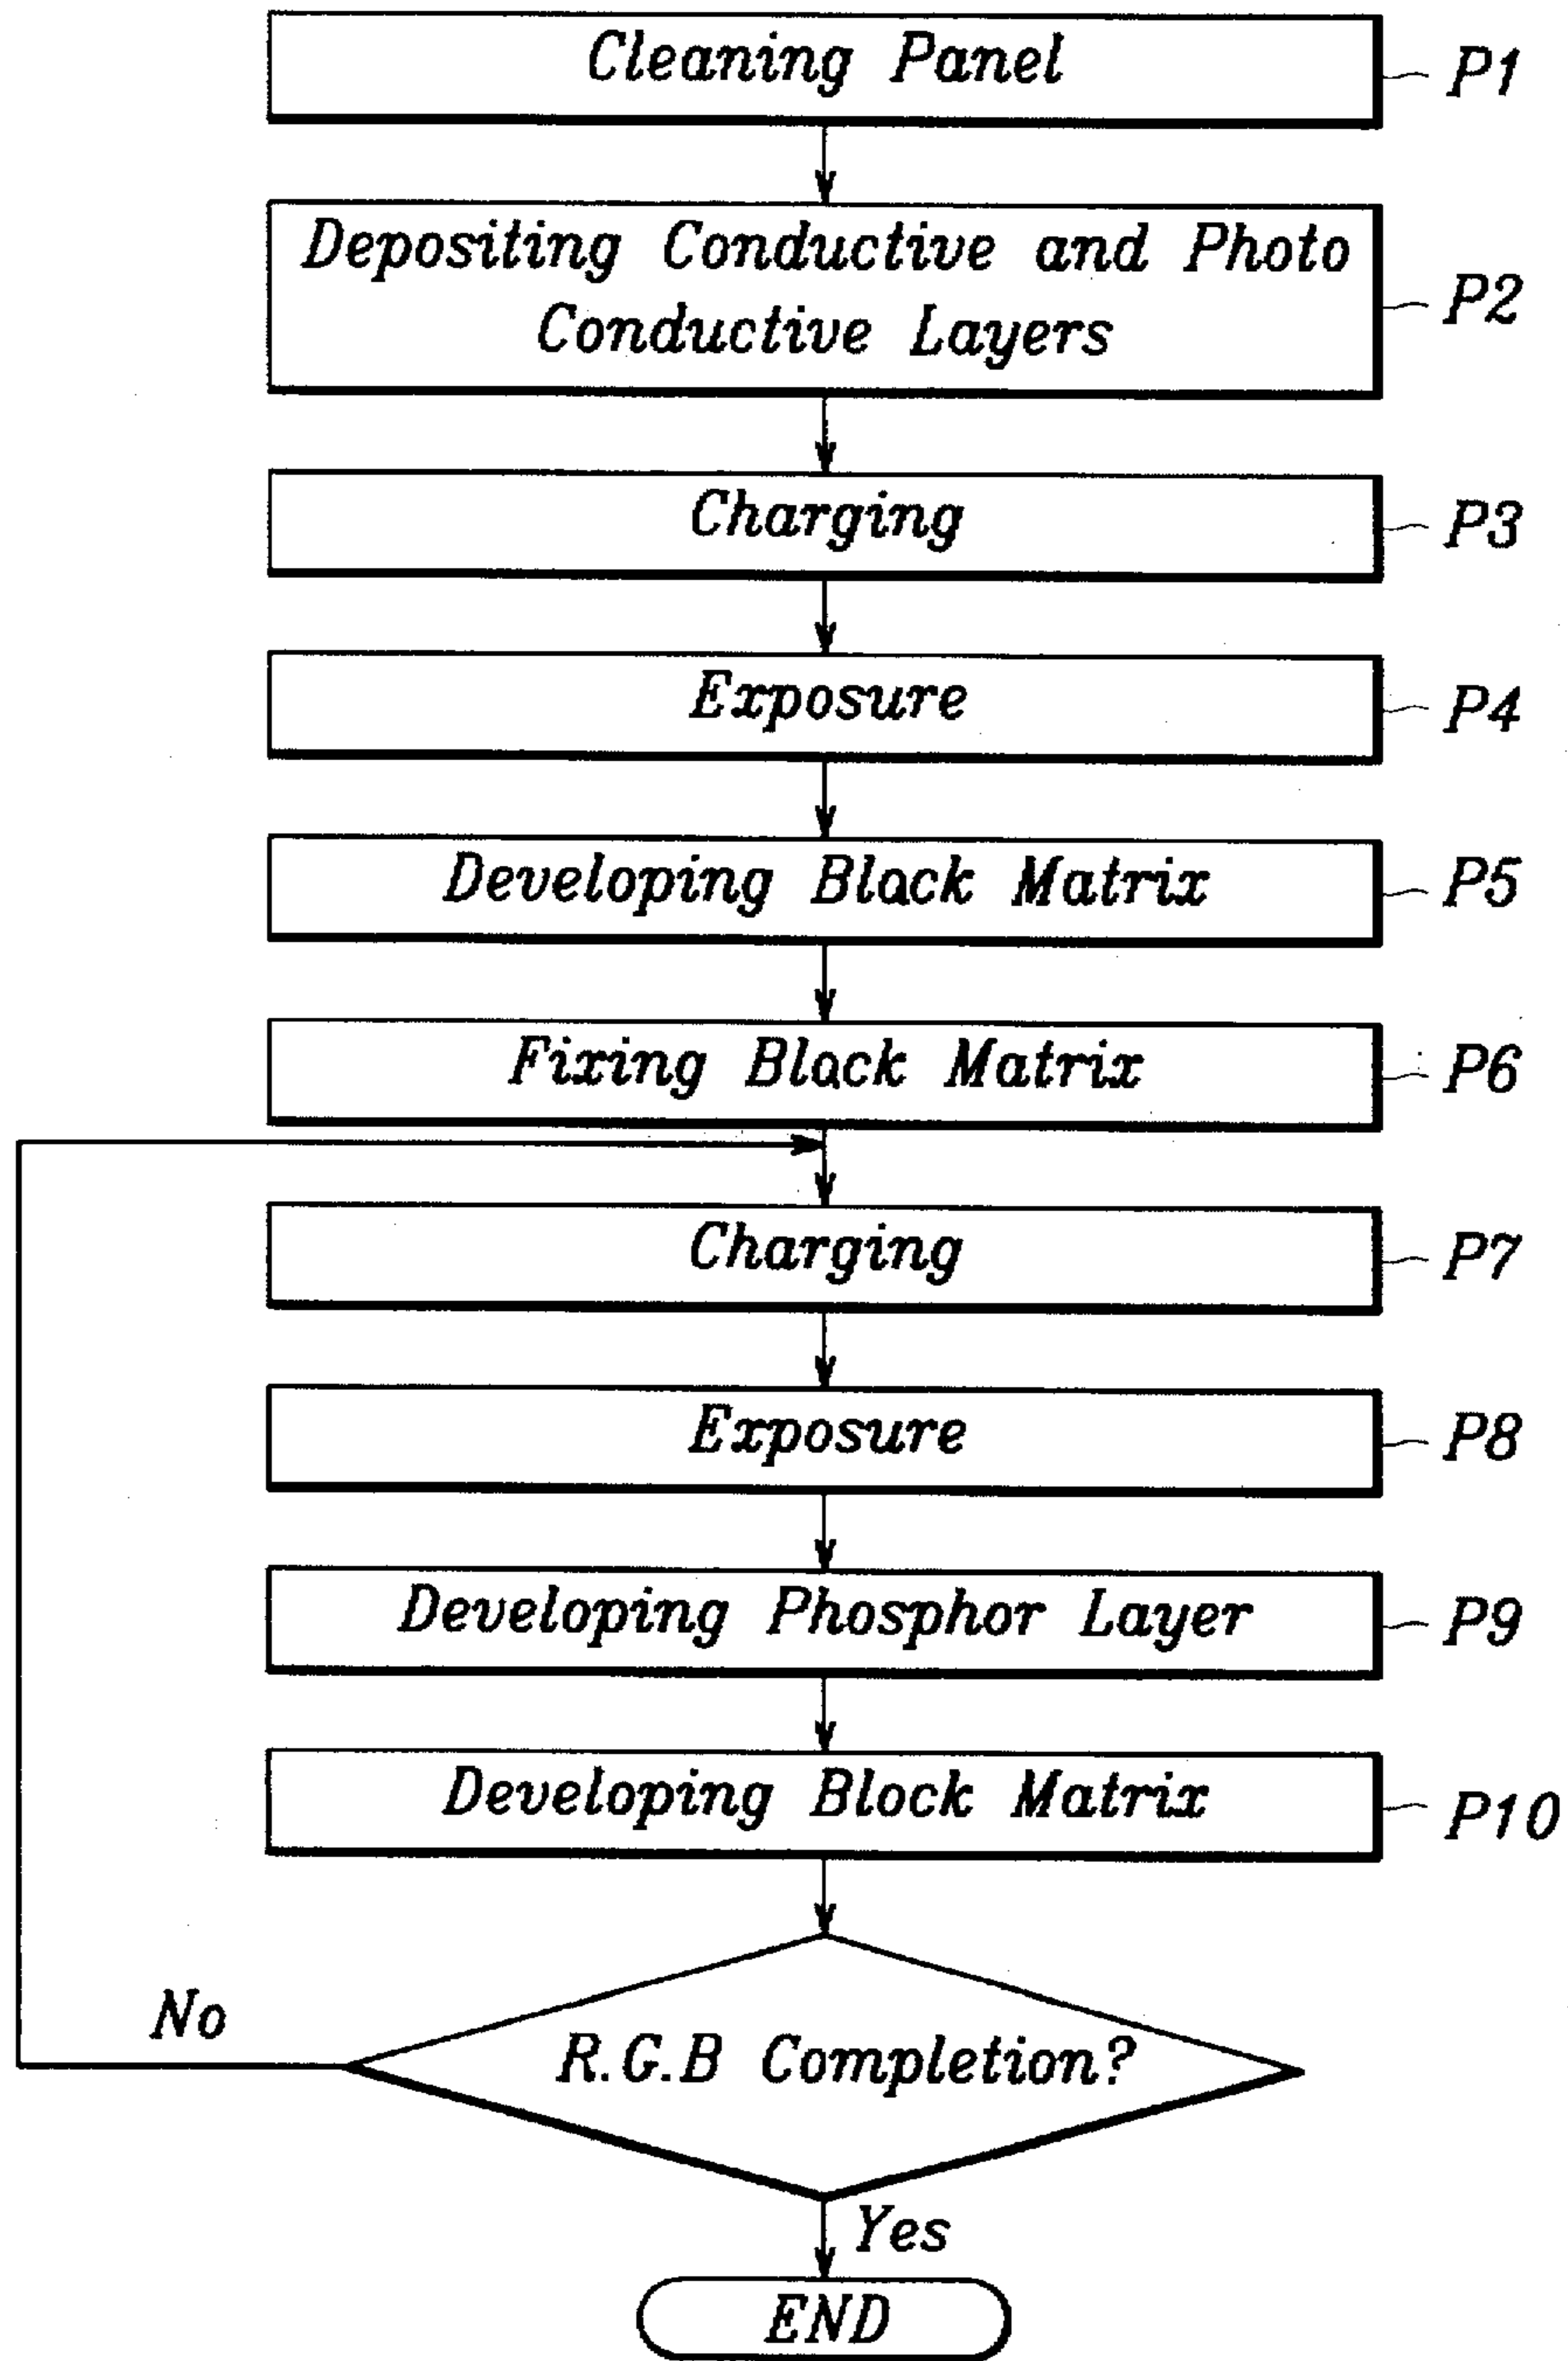 Cleaning Panel
P1
Depositing Conductive and Photo
Conductive Layers
P2
Charging
P3
Exposure
P4
Developing Black Matrix
P5
Fixing Black Matrix
P6
Charging
P7
Exposure
P8
Developing Phosphor Layer
P9
Developing Block Matrix
P10
R.G.B Completion?
No
Yes
END